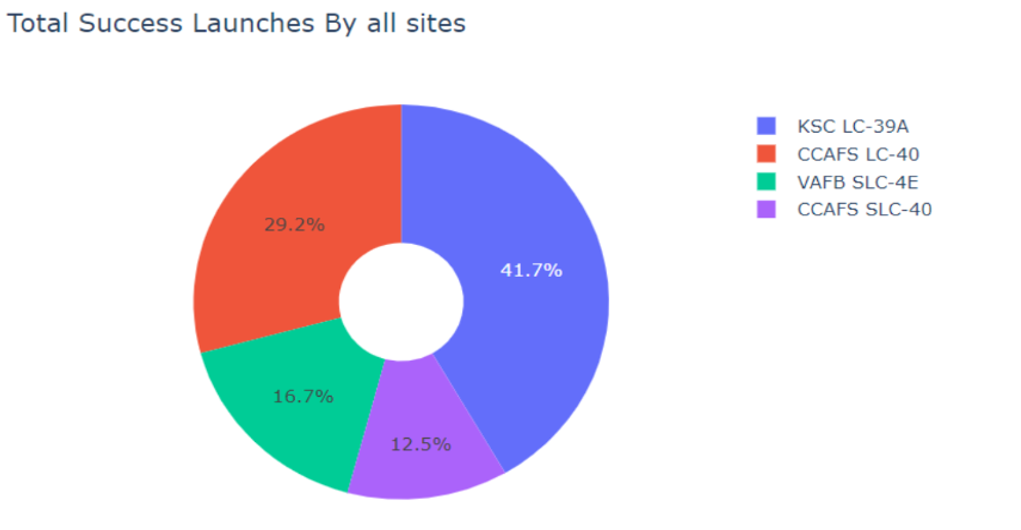 Total Success Launches By all sites
KSC LC-39A
CCAFS LC-40
VAFB SLC-4E
CCAFS SLC-40
29.2%
41.7%
16.7%
12.5%